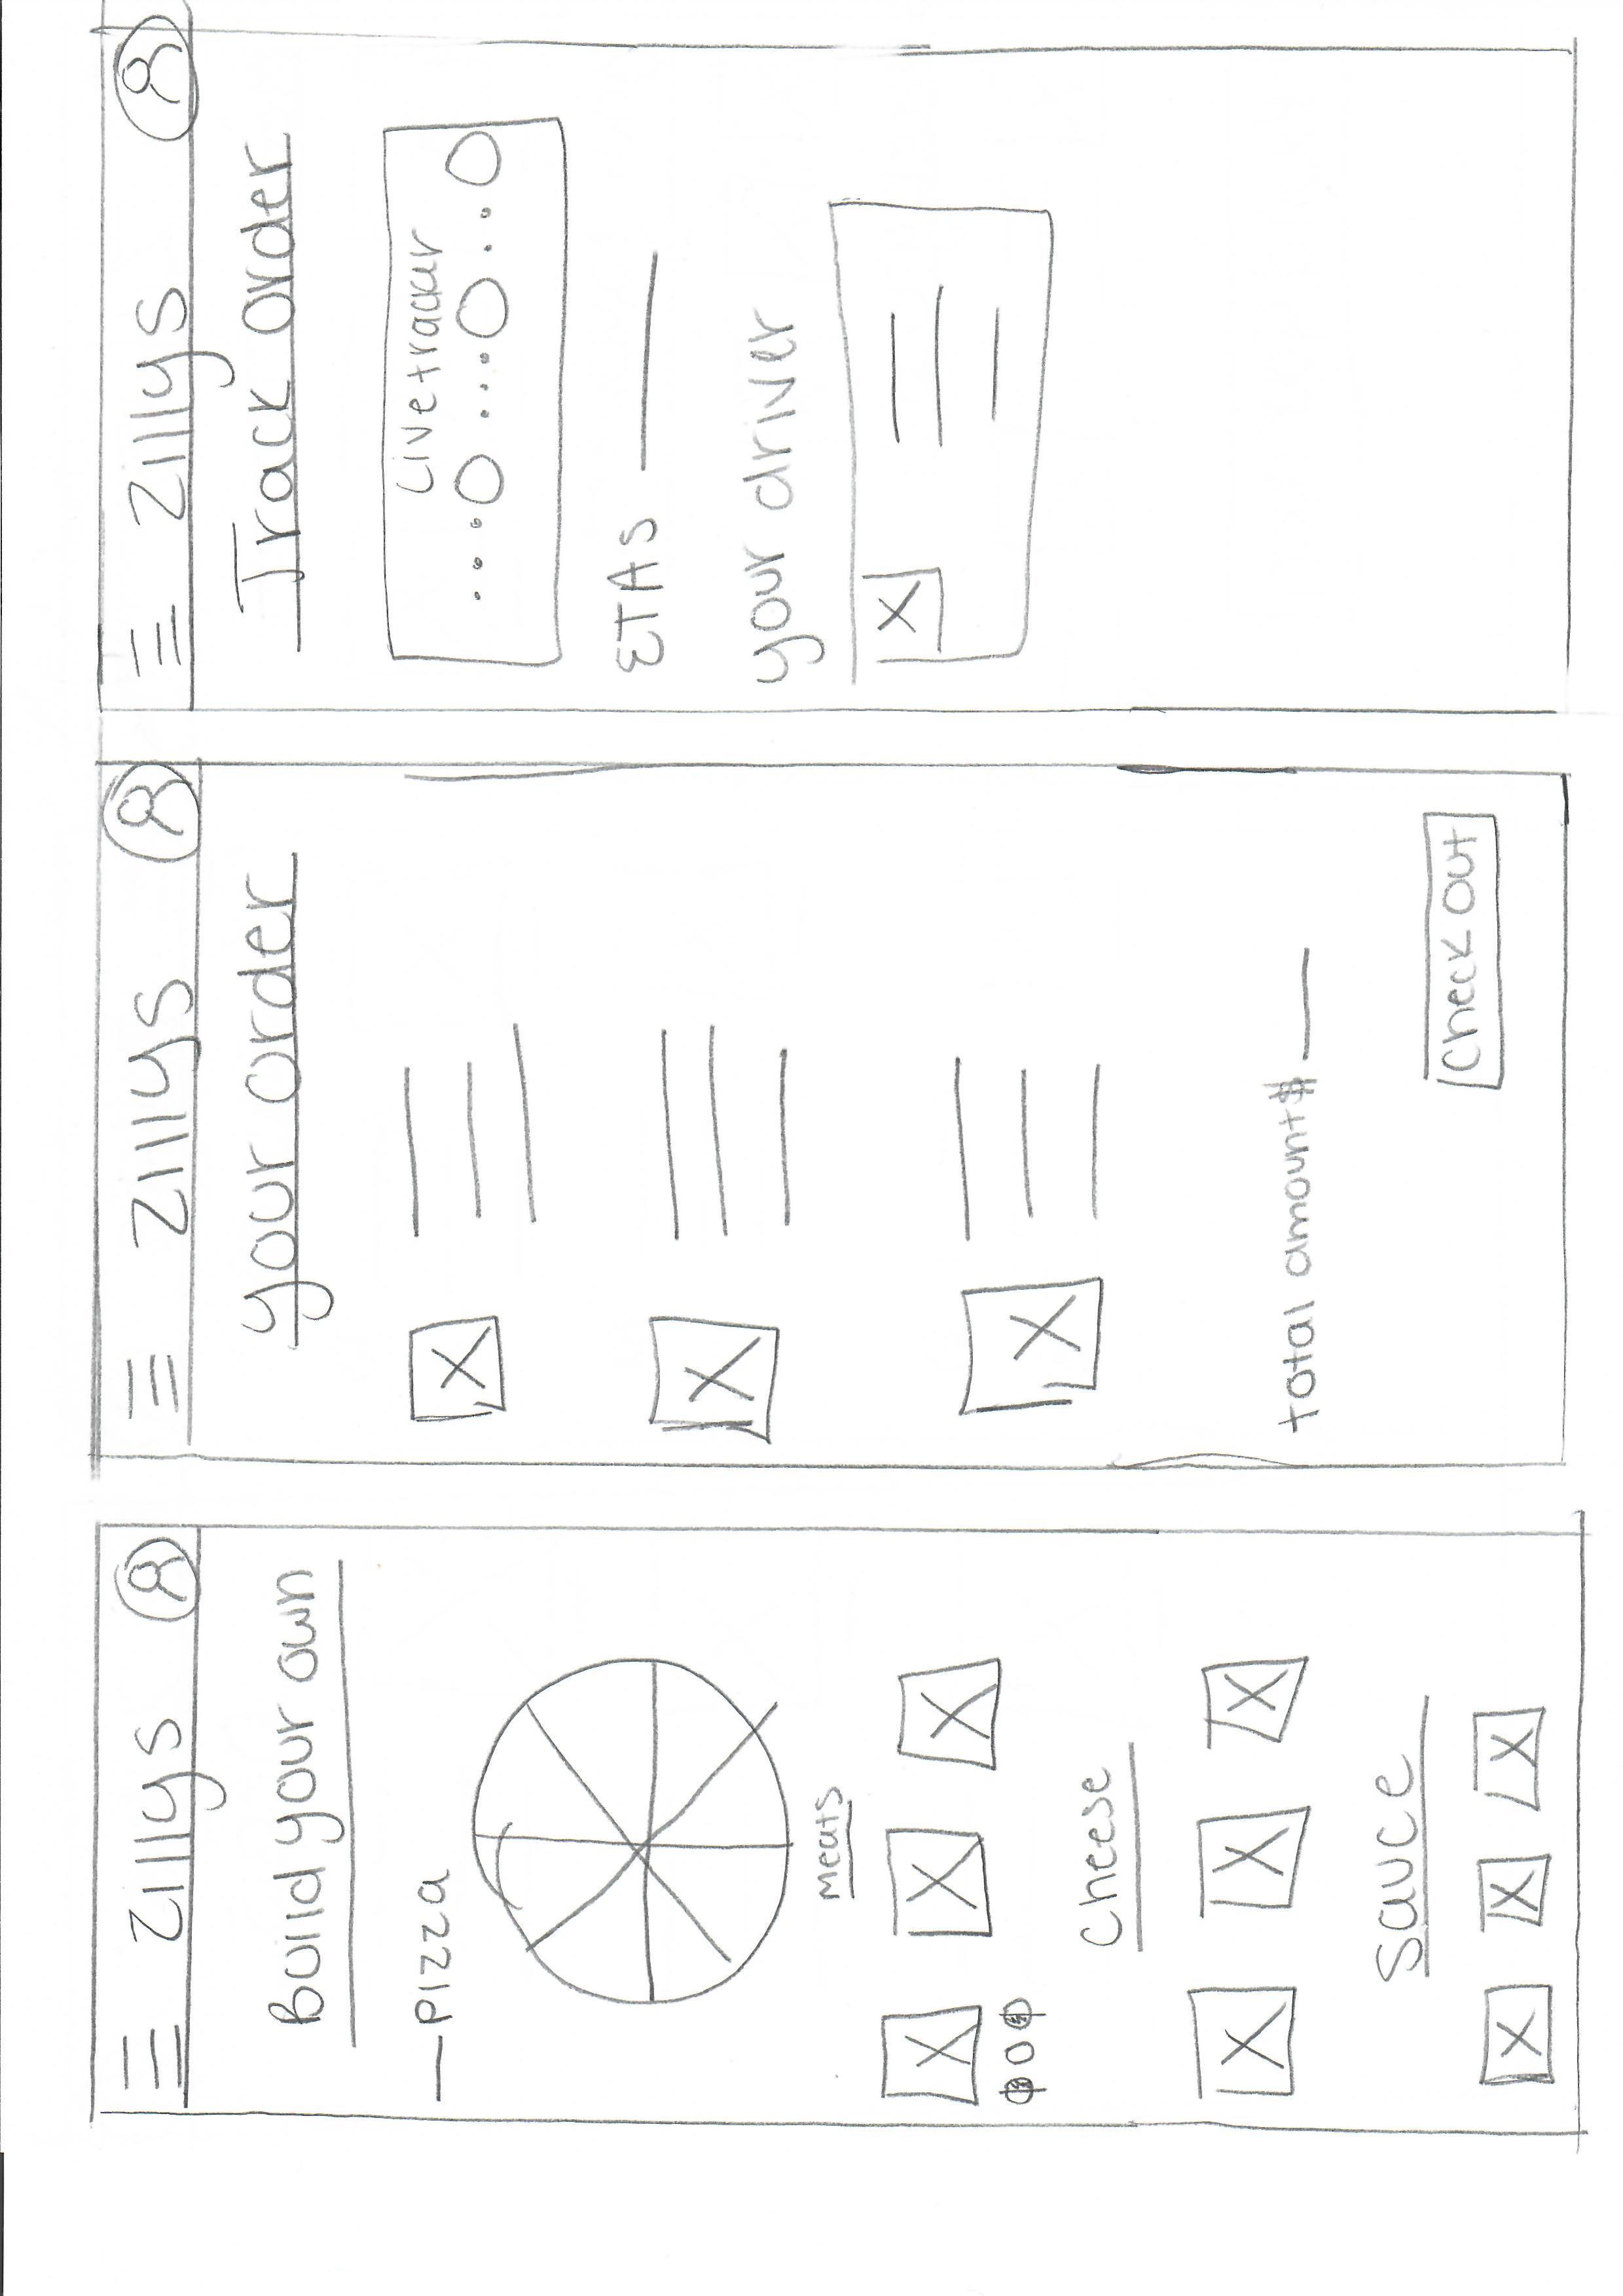 Zillys
Build your own
—Pizza
Meats
Cheese
Sauce
Zillys
your order
total amount$
Check out
Zillys
Track order
Live tracker
ETAS
your driver